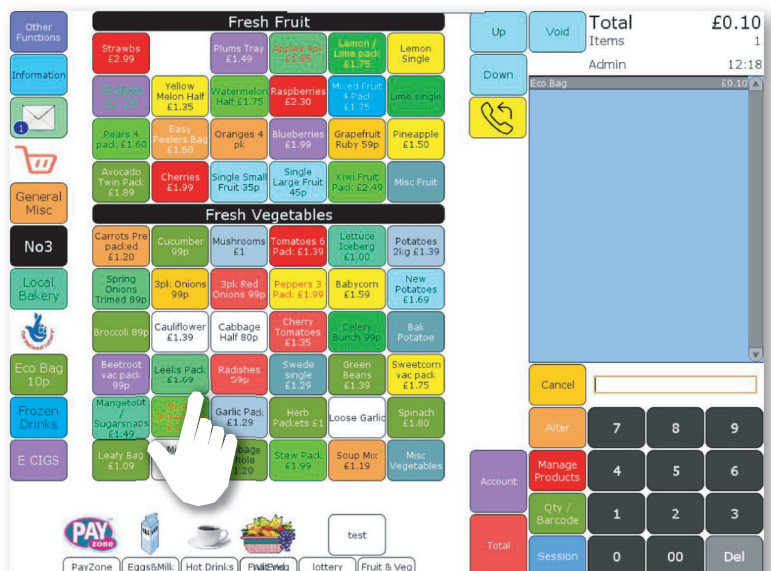 Other
Functions
Information
1
General
Misc
No3
Local
Bakery
The National Lottery
Eco Bag
10p
Frozen
Drinks
E CIGS
Fresh Fruit
Strawbs
£2.99
Plums Tray
£1.49
Apples 4pk
£1.85
Lemon /
Lime pack
£1.75
Lemon
Single
Yellow
Melon Half
£1.35
Watermelon
Half £1.75
Raspberries
£2.30
Mixed Fruit
4 Pack
£1.75
Lime single
Pears 4
pack £1.60
Easy
Peelers Bag
£1.60
Oranges 4
pk
Blueberries
£1.99
Grapefruit
Ruby 59p
Pineapple
£1.50
Avocado
Twin Pack
£1.89
Cherries
£1.99
Single Small
Fruit 35p
Single
Large Fruit
45p
Kiwi Fruit
Pack £2.49
Misc Fruit
Fresh Vegetables
Carrots Pre
packed
£1.20
Cucumber
99p
Mushrooms
£1
Tomatoes 6
Pack £1.39
Lettuce
Iceberg
£1.00
Potatoes
2kg £1.39
Spring
Onions
Trimed 89p
3pk Onions
99p
3pk Red
Onions 99p
Peppers 3
Pack £1.99
Babycorn
£1.59
New
Potatoes
£1.69
Broccoli 89p
Cauliflower
£1.39
Cabbage
Half 80p
Cherry
Tomatoes
£1.35
Celery
Bunch 99p
Bak
Potatoe
Beetroot
vac pack
99p
Leeks Pack
£1.69
Radishes
59p
Swede
single
£1.29
Green
Beans
£1.39
Sweetcorn
vac pack
£1.75
Mangetout
/
Sugarsnaps
£1.49
Garlic Pack
£1.29
Herb
Packets £1
Loose Garlic
Spinach
£1.80
Leafy Bag
£1.09
Stew Pack
£1.99
Soup Mix
£1.19
Misc
Vegetables
PAY
zone
test
PayZone
Eggs&Milk
Hot Drinks
lottery
Fruit & Veg
Up
Down
Void
Total £0.10
Items 1
Admin 12:18
Eco Bag £0.10
Cancel
Alter
7 8 9
Manage
Products
4 5 6
Account
Qty /
Barcode
1 2 3
Total
Session
0 00 Del